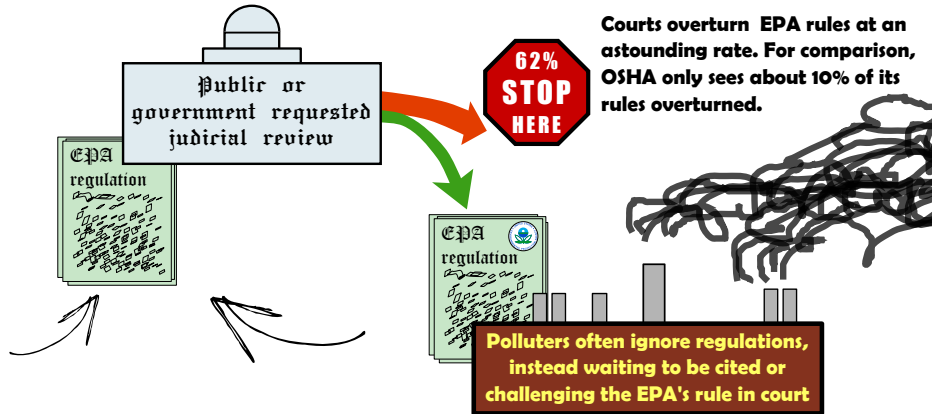 Public or
government requested
judicial review
EPA
regulation
62%
STOP
HERE
Courts overturn EPA rules at an
astounding rate. For comparison,
OSHA only sees about 10% of its
rules overturned.
EPA
regulation
Polluters often ignore regulations,
instead waiting to be cited or
challenging the EPA's rule in court